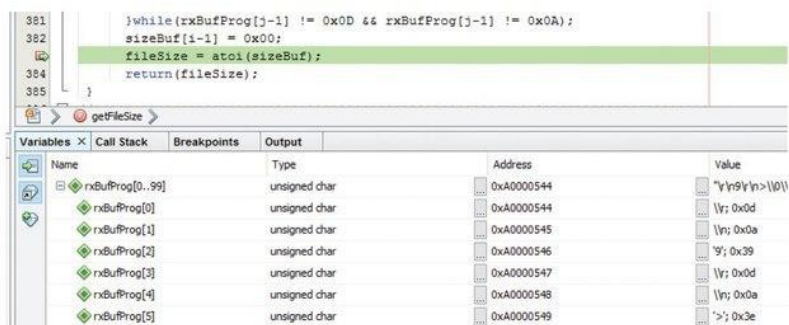 381 }while(rxBufProg[j-1] != 0x0D && rxBufProg[j-1] != 0x0A);
382 sizeBuf[i-1] = 0x00;
fileSize = atoi(sizeBuf);
384 return(fileSize);
385 }
getFileSize
Variables × Call Stack Breakpoints Output
Name Type Address Value
rxBufProg[0..99] unsigned char ... 0xA0000544 ... "\r\n9\r\n>\\0\\
rxBufProg[0] unsigned char ... 0xA0000544 ... \\r; 0x0d
rxBufProg[1] unsigned char ... 0xA0000545 ... \\n; 0x0a
rxBufProg[2] unsigned char ... 0xA0000546 ... '9'; 0x39
rxBufProg[3] unsigned char ... 0xA0000547 ... \\r; 0x0d
rxBufProg[4] unsigned char ... 0xA0000548 ... \\n; 0x0a
rxBufProg[5] unsigned char ... 0xA0000549 ... '>'; 0x3e